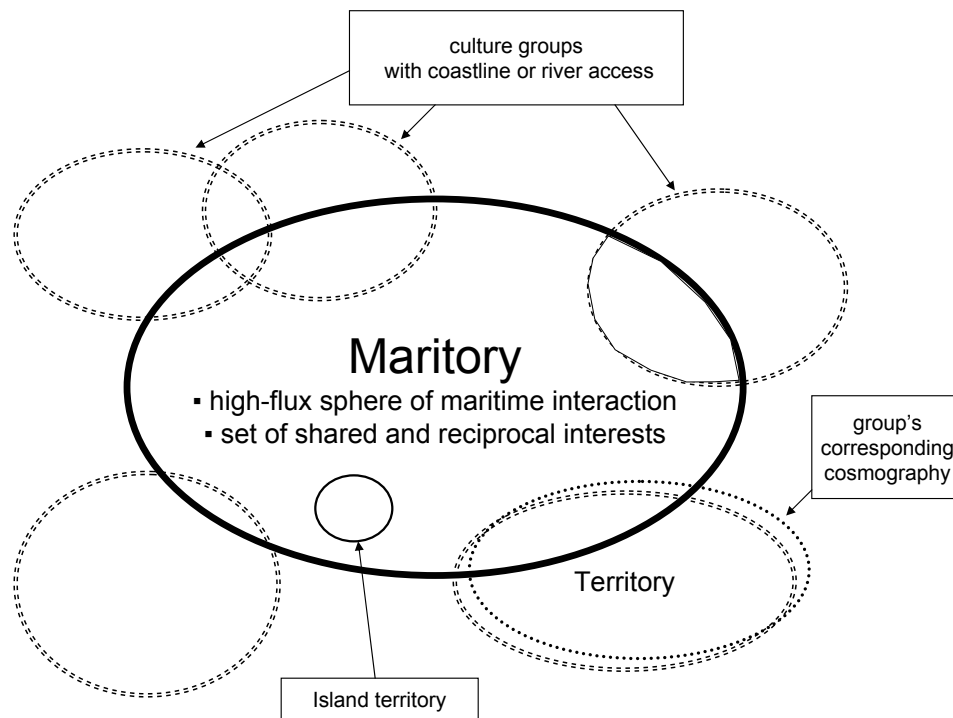 culture groups
with coastline or river access
Maritory
▪ high-flux sphere of maritime interaction
▪ set of shared and reciprocal interests
group’s
corresponding
cosmography
Territory
Island territory